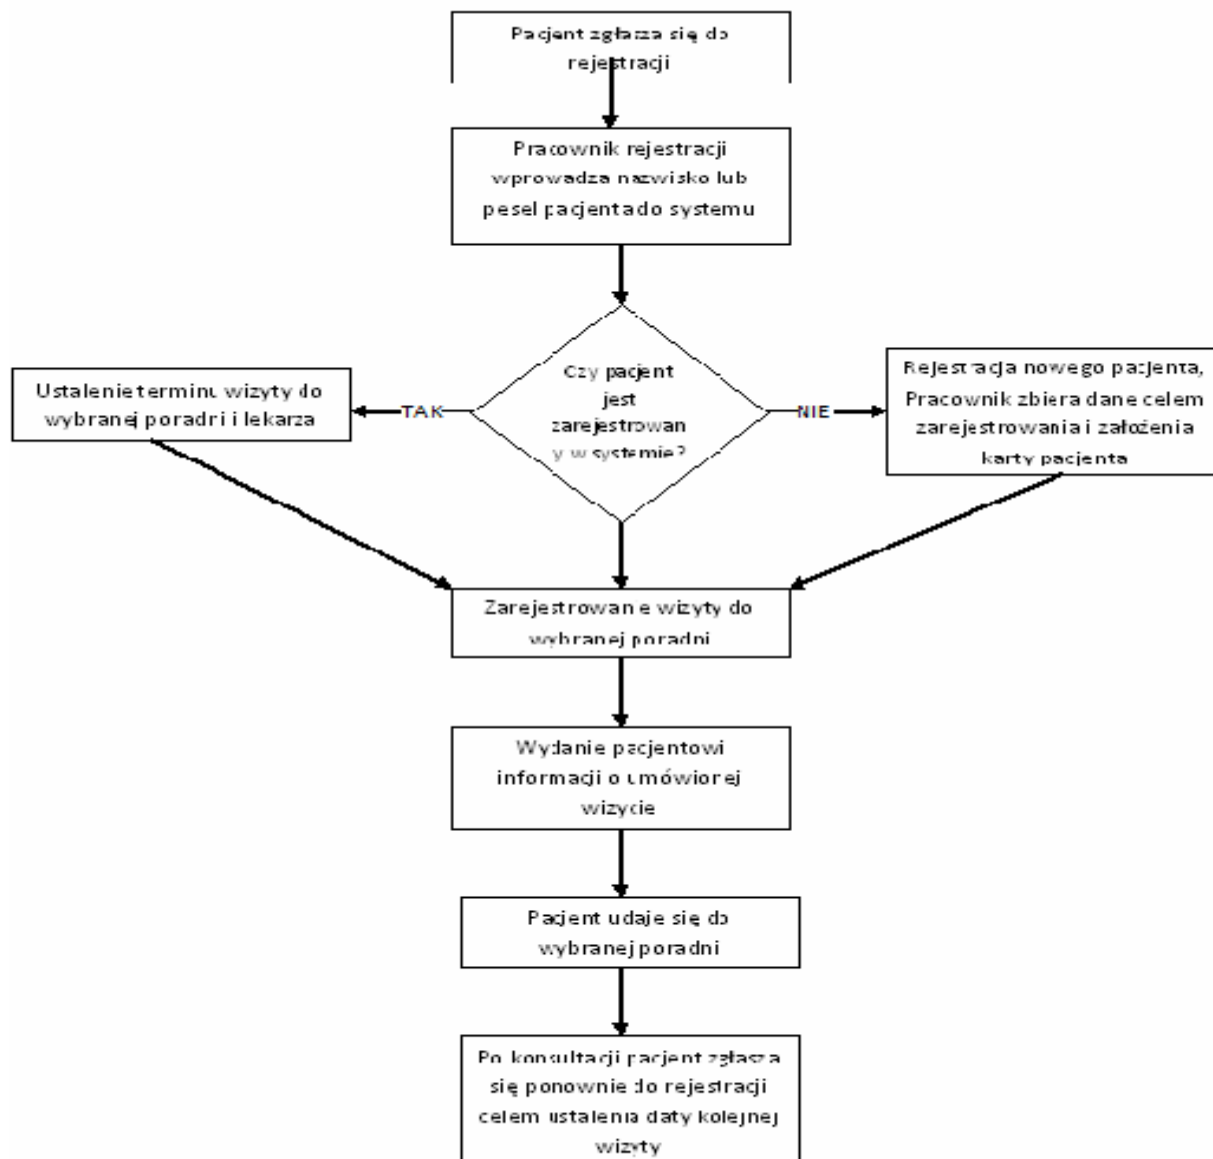 Pacjent zgłasza się do
rejestracji
Pracownik rejestracji
wprowadza nazwisko lub
pesel pacjenta do systemu
Czy pacjent
jest
zarejestrowan
y w systemie?
TAK
NIE
Ustalenie terminu wizyty do
wybranej poradni i lekarza
Rejestracja nowego pacjenta,
Pracownik zbiera dane celem
zarejestrowania i założenia
karty pacjenta
Zarejestrowanie wizyty do
wybranej poradni
Wydanie pacjentowi
informacji o umówionej
wizycie
Pacjent udaje się do
wybranej poradni
Po konsultacji pacjent zgłasza
się ponownie do rejestracji
celem ustalenia daty kolejnej
wizyty